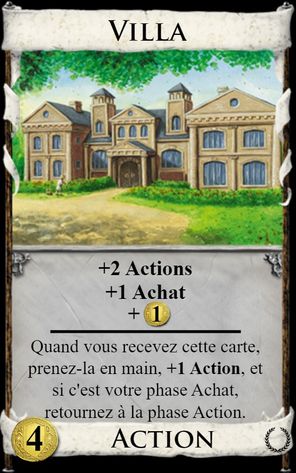 VILLA
+2 Actions
+1 Achat
+ 1
Quand vous recevez cette carte,
prenez-la en main, +1 Action, et
si c'est votre phase Achat,
retournez à la phase Action.
4 ACTION